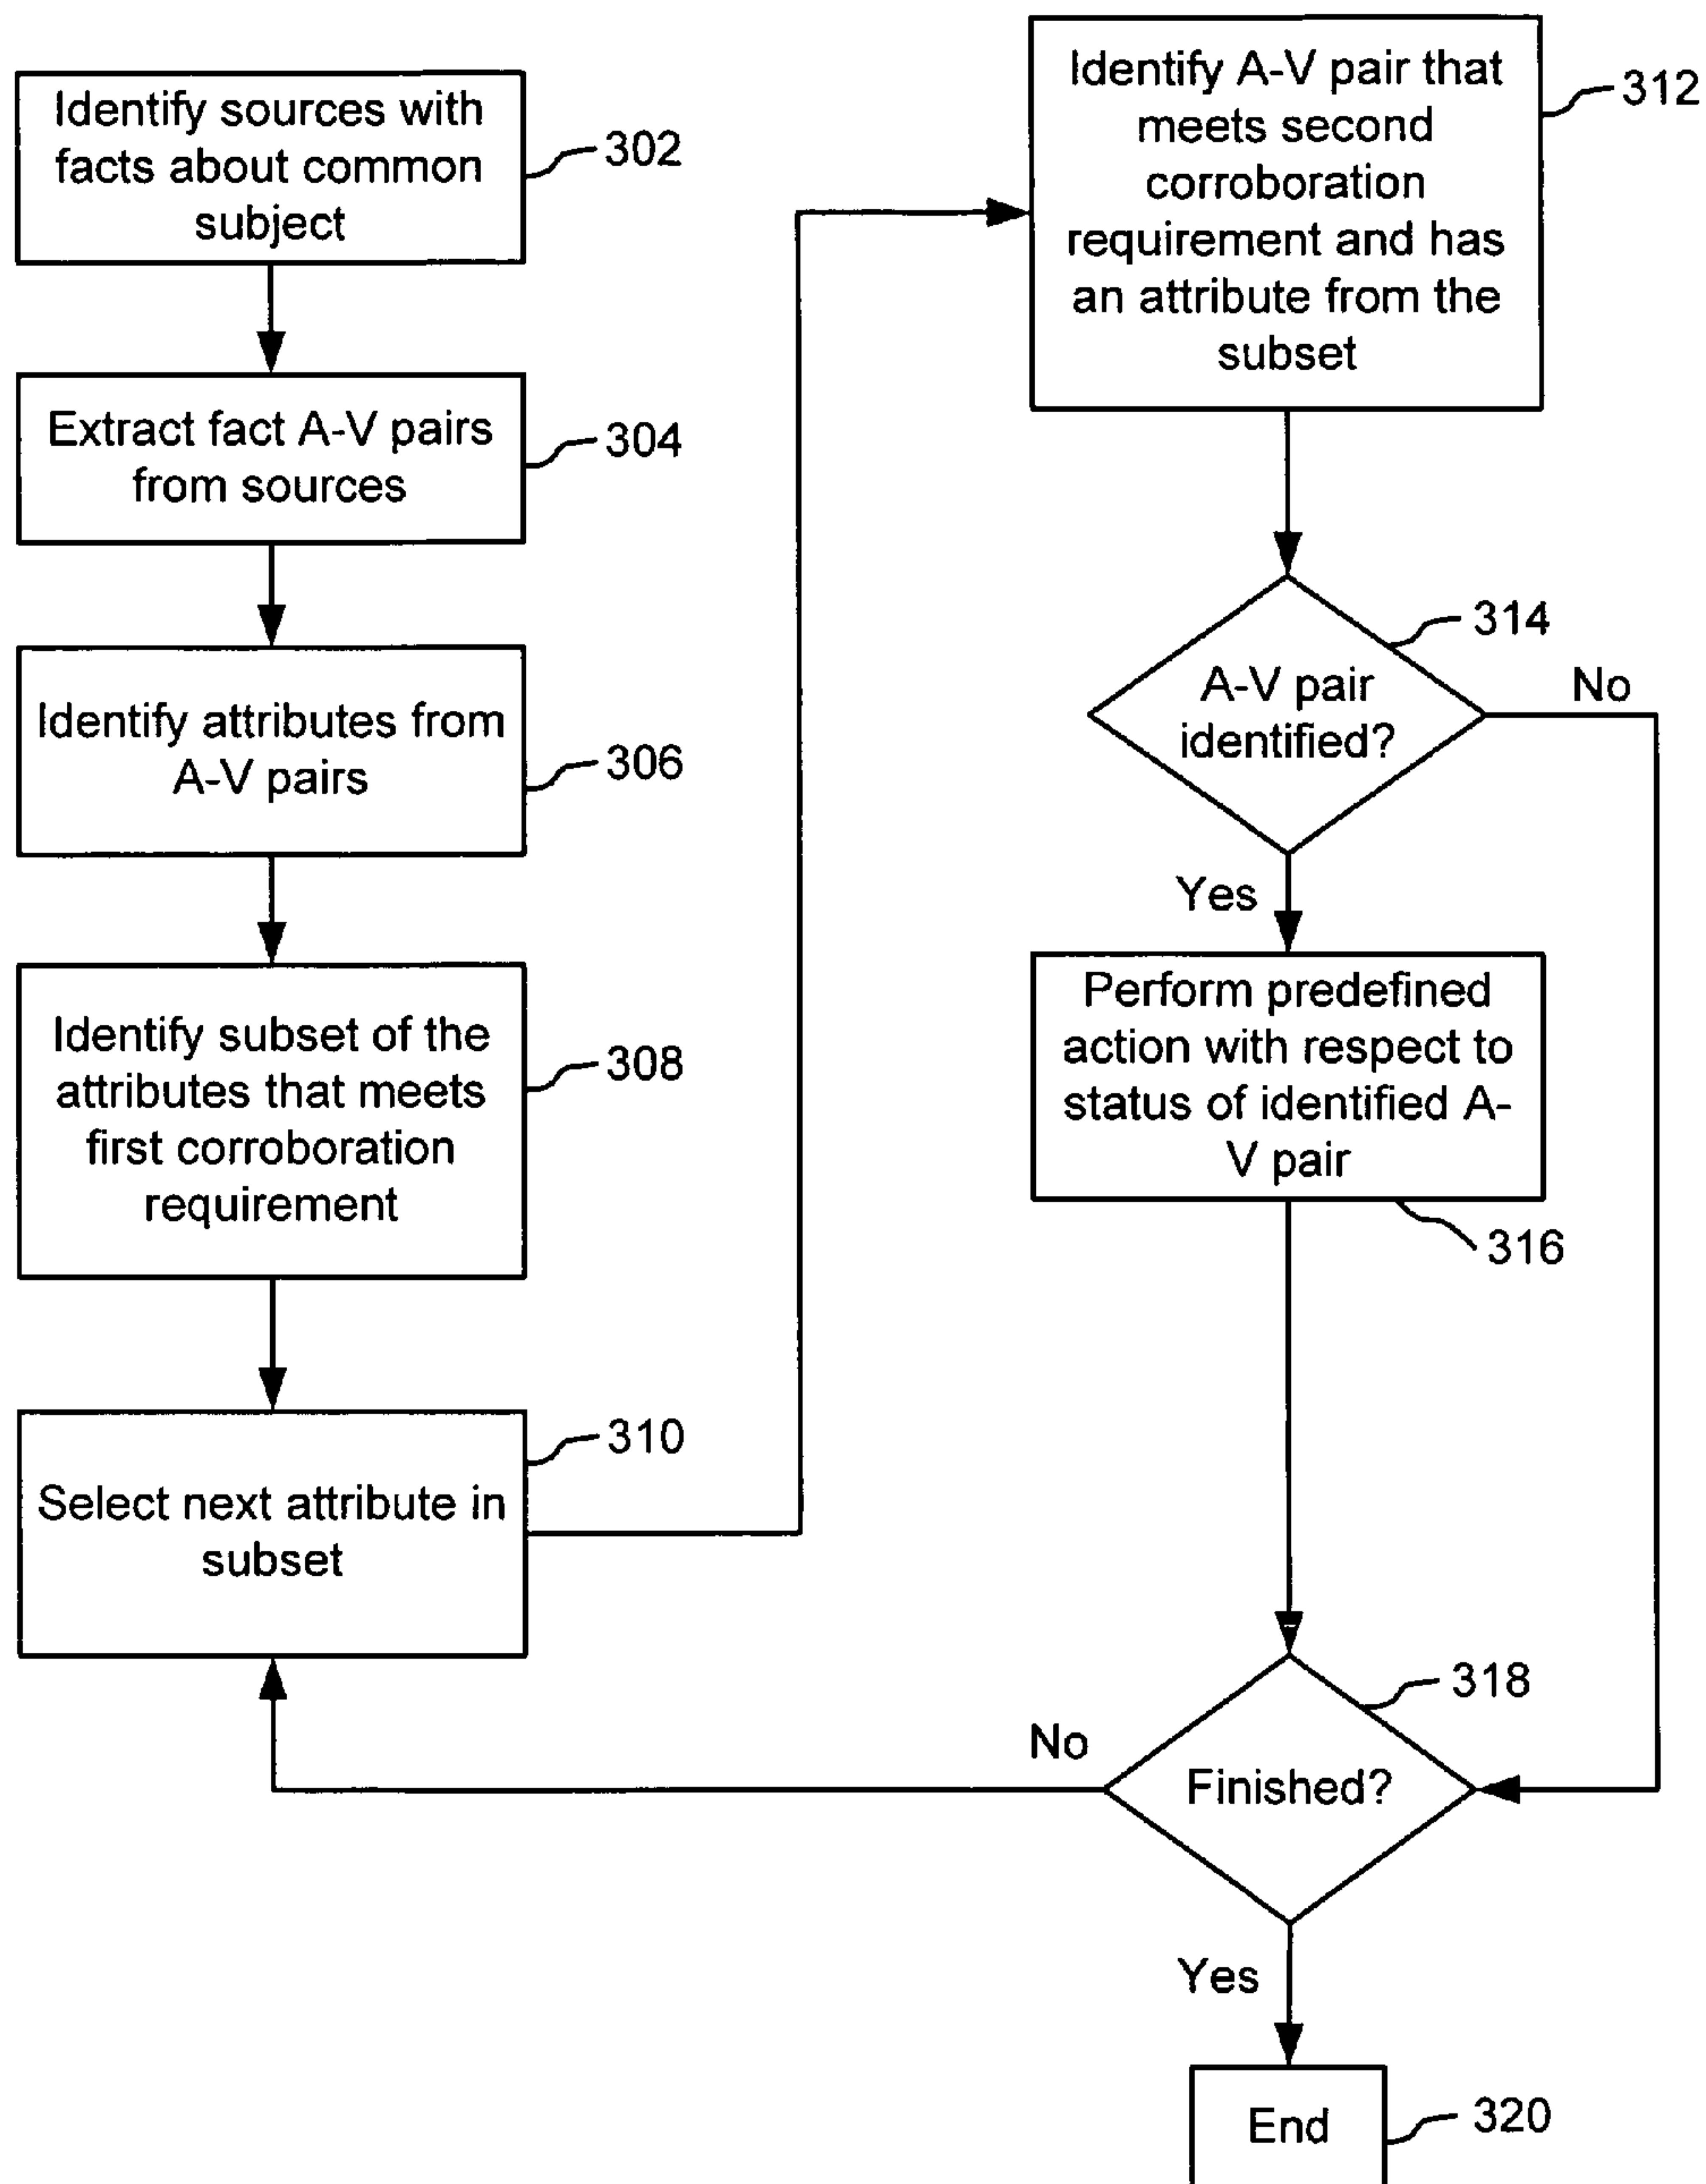 Identify sources with
facts about common
subject
302
Extract fact A-V pairs
from sources
304
Identify attributes from
A-V pairs
306
Identify subset of the
attributes that meets
first corroboration
requirement
308
Select next attribute in
subset
310
Identify A-V pair that
meets second
corroboration
requirement and has
an attribute from the
subset
312
A-V pair
identified?
314
No
Yes
Perform predefined
action with respect to
status of identified A-
V pair
316
Finished?
318
No
Yes
End
320